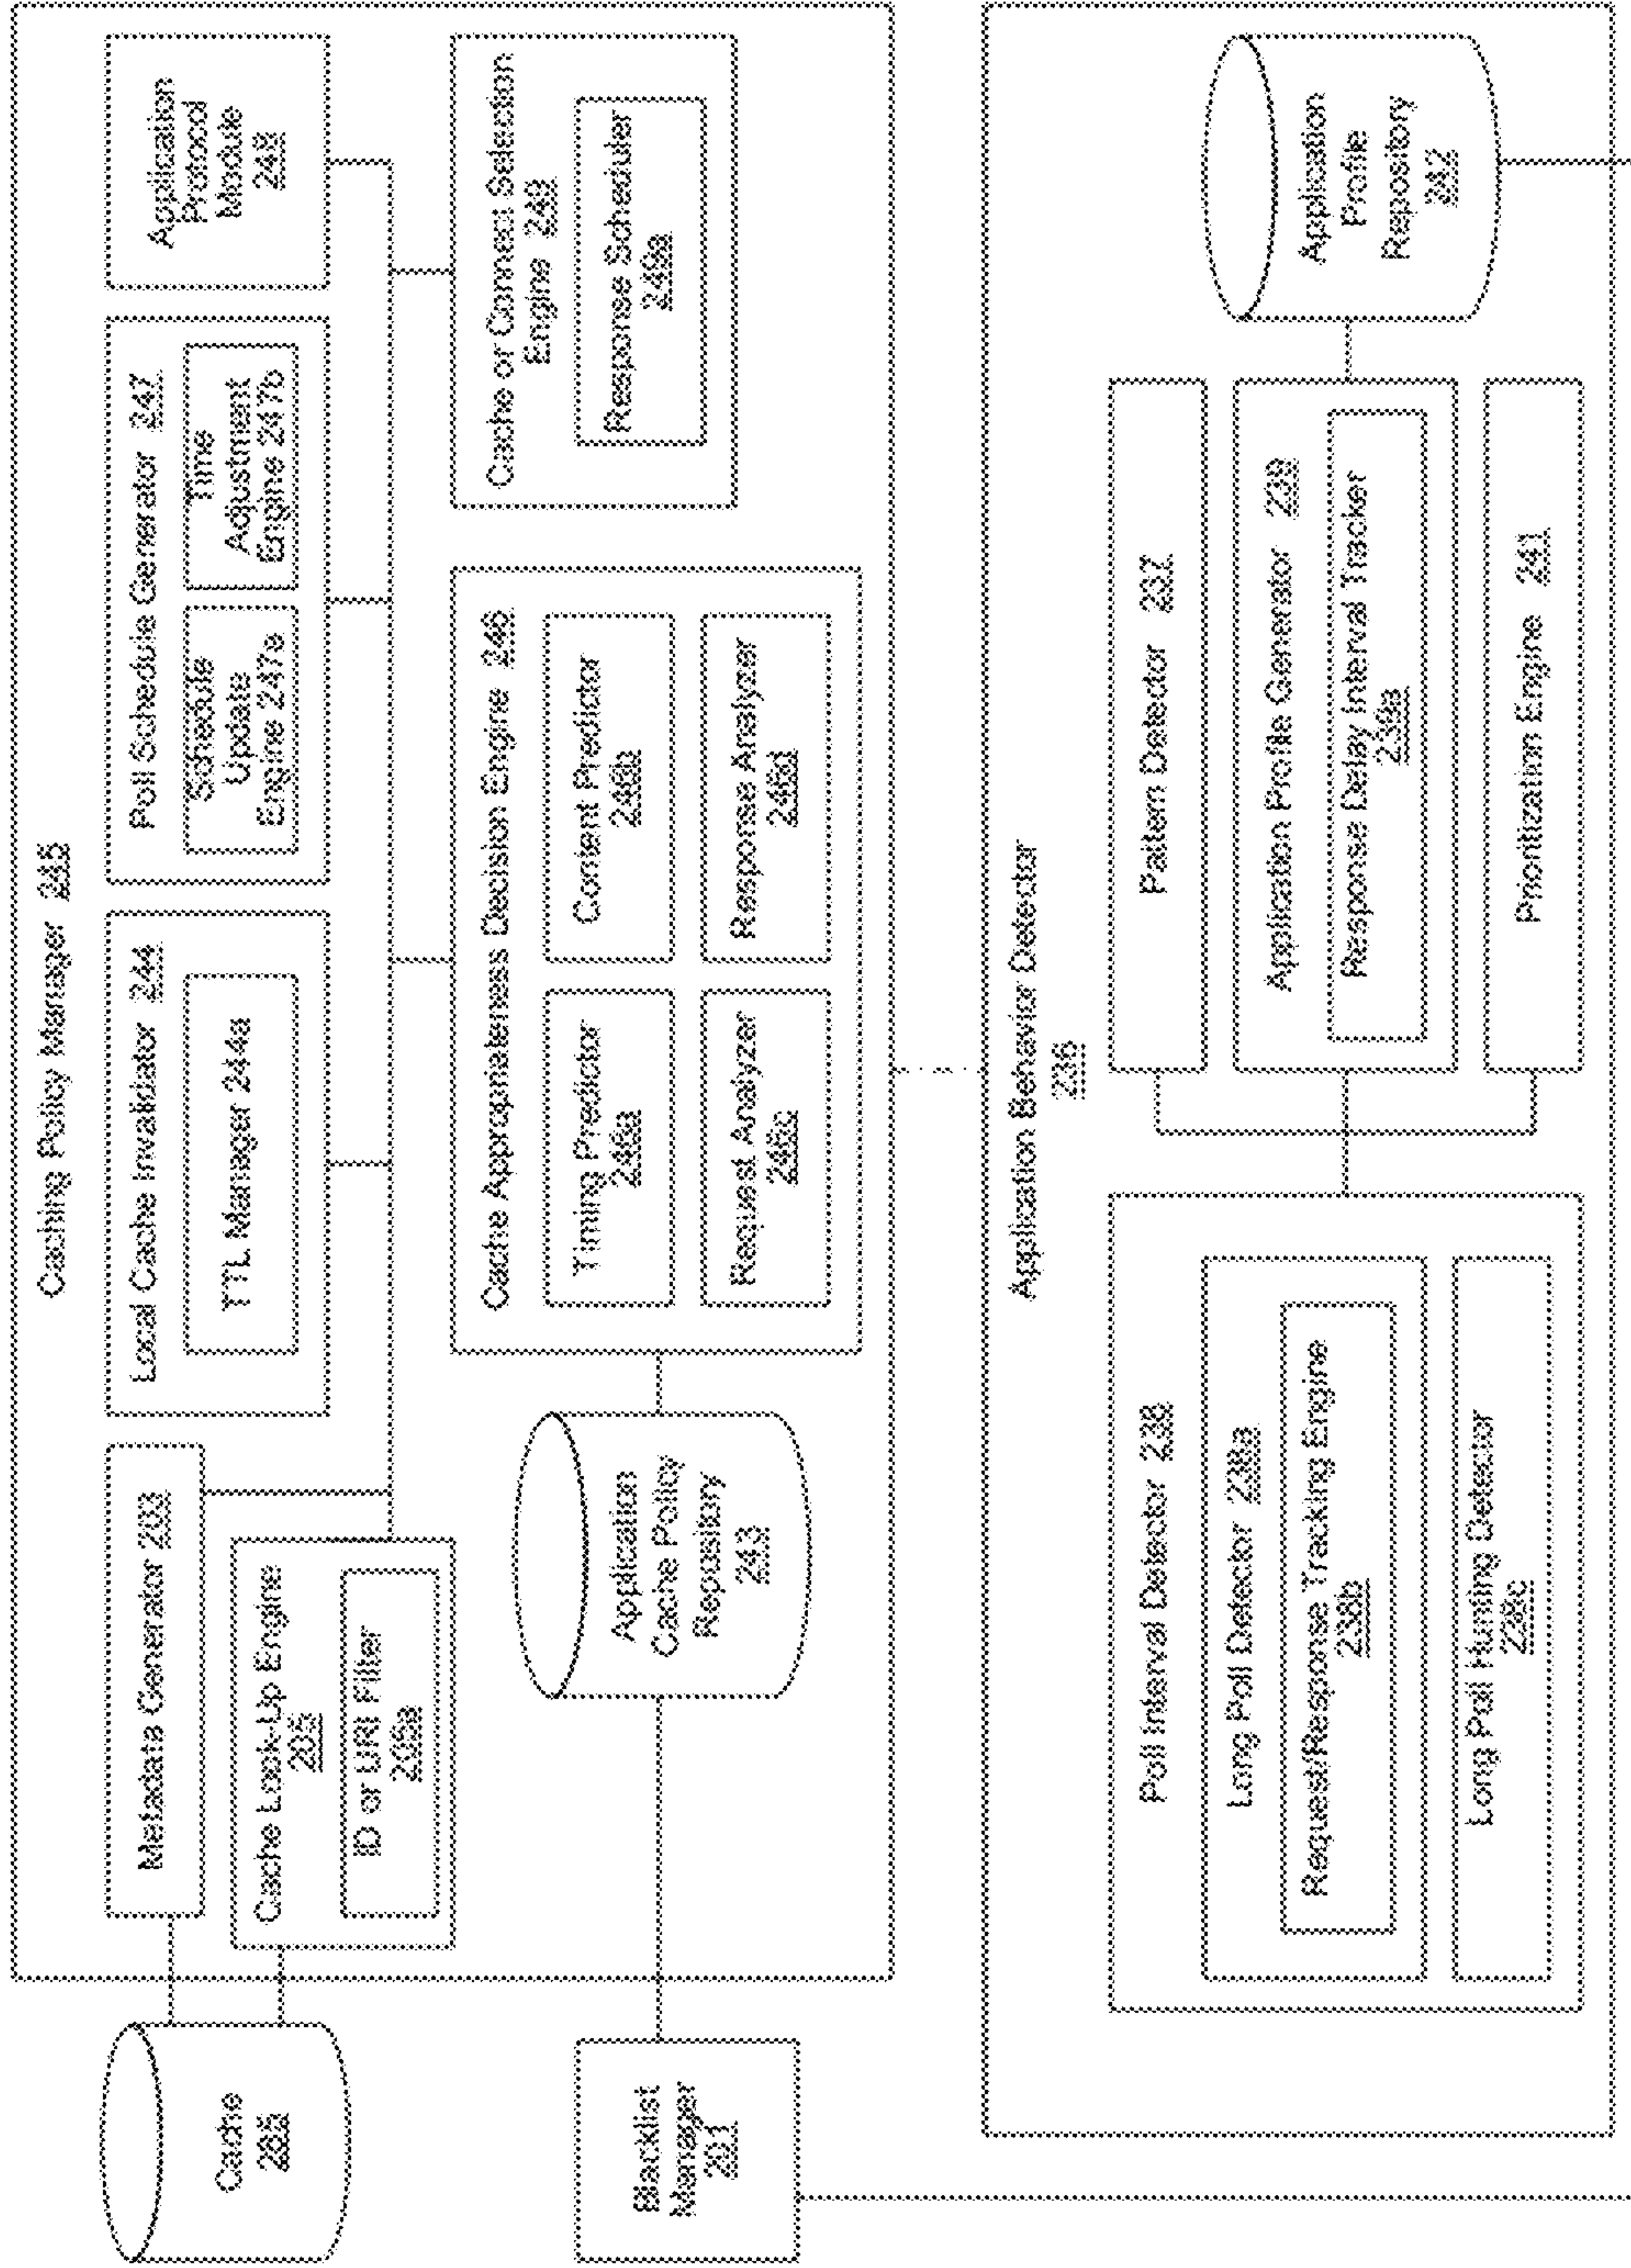 Caching Policy Manager 245
Metadata Generator 203
Local Cache Invalidator 244
TTL Manager 244a
Poll Schedule Generator 247
Schedule
Update
Engine 247a
Time
Adjustment
Engine 247b
Application
Protocol
Module
248
Cache
285
Cache Look-Up Engine
205
ID or URI Filter
205a
Cache Appropriateness Decision Engine 246
Timing Predictor
246a
Content Predictor
246b
Request Analyzer
246c
Response Analyzer
246d
Cache or Connect Selection
Engine 249
Response Scheduler
249a
Application
Cache Policy
Repository
243
Blacklist
Manager
201
Application Behavior Detector
236
Poll Interval Detector 238
Long Poll Detector 238a
Request/Response Tracking Engine
238b
Long Poll Hunting Detector
238c
Pattern Detector 237
Application Profile Generator 239
Response Delay Interval Tracker
239a
Prioritization Engine 241
Application
Profile
Repository
242